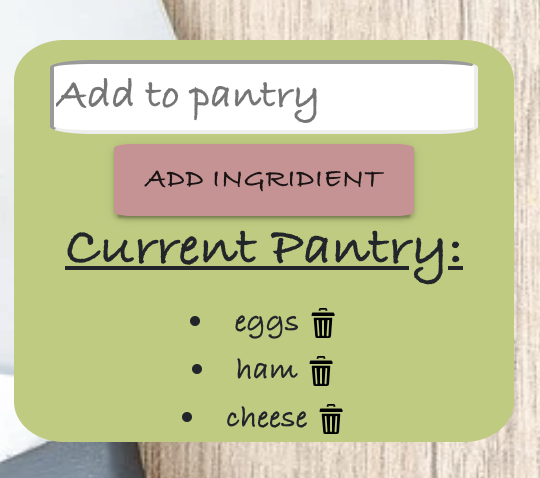 Add to pantry
ADD INGRIDIENT
Current Pantry:
• eggs
• ham
• cheese